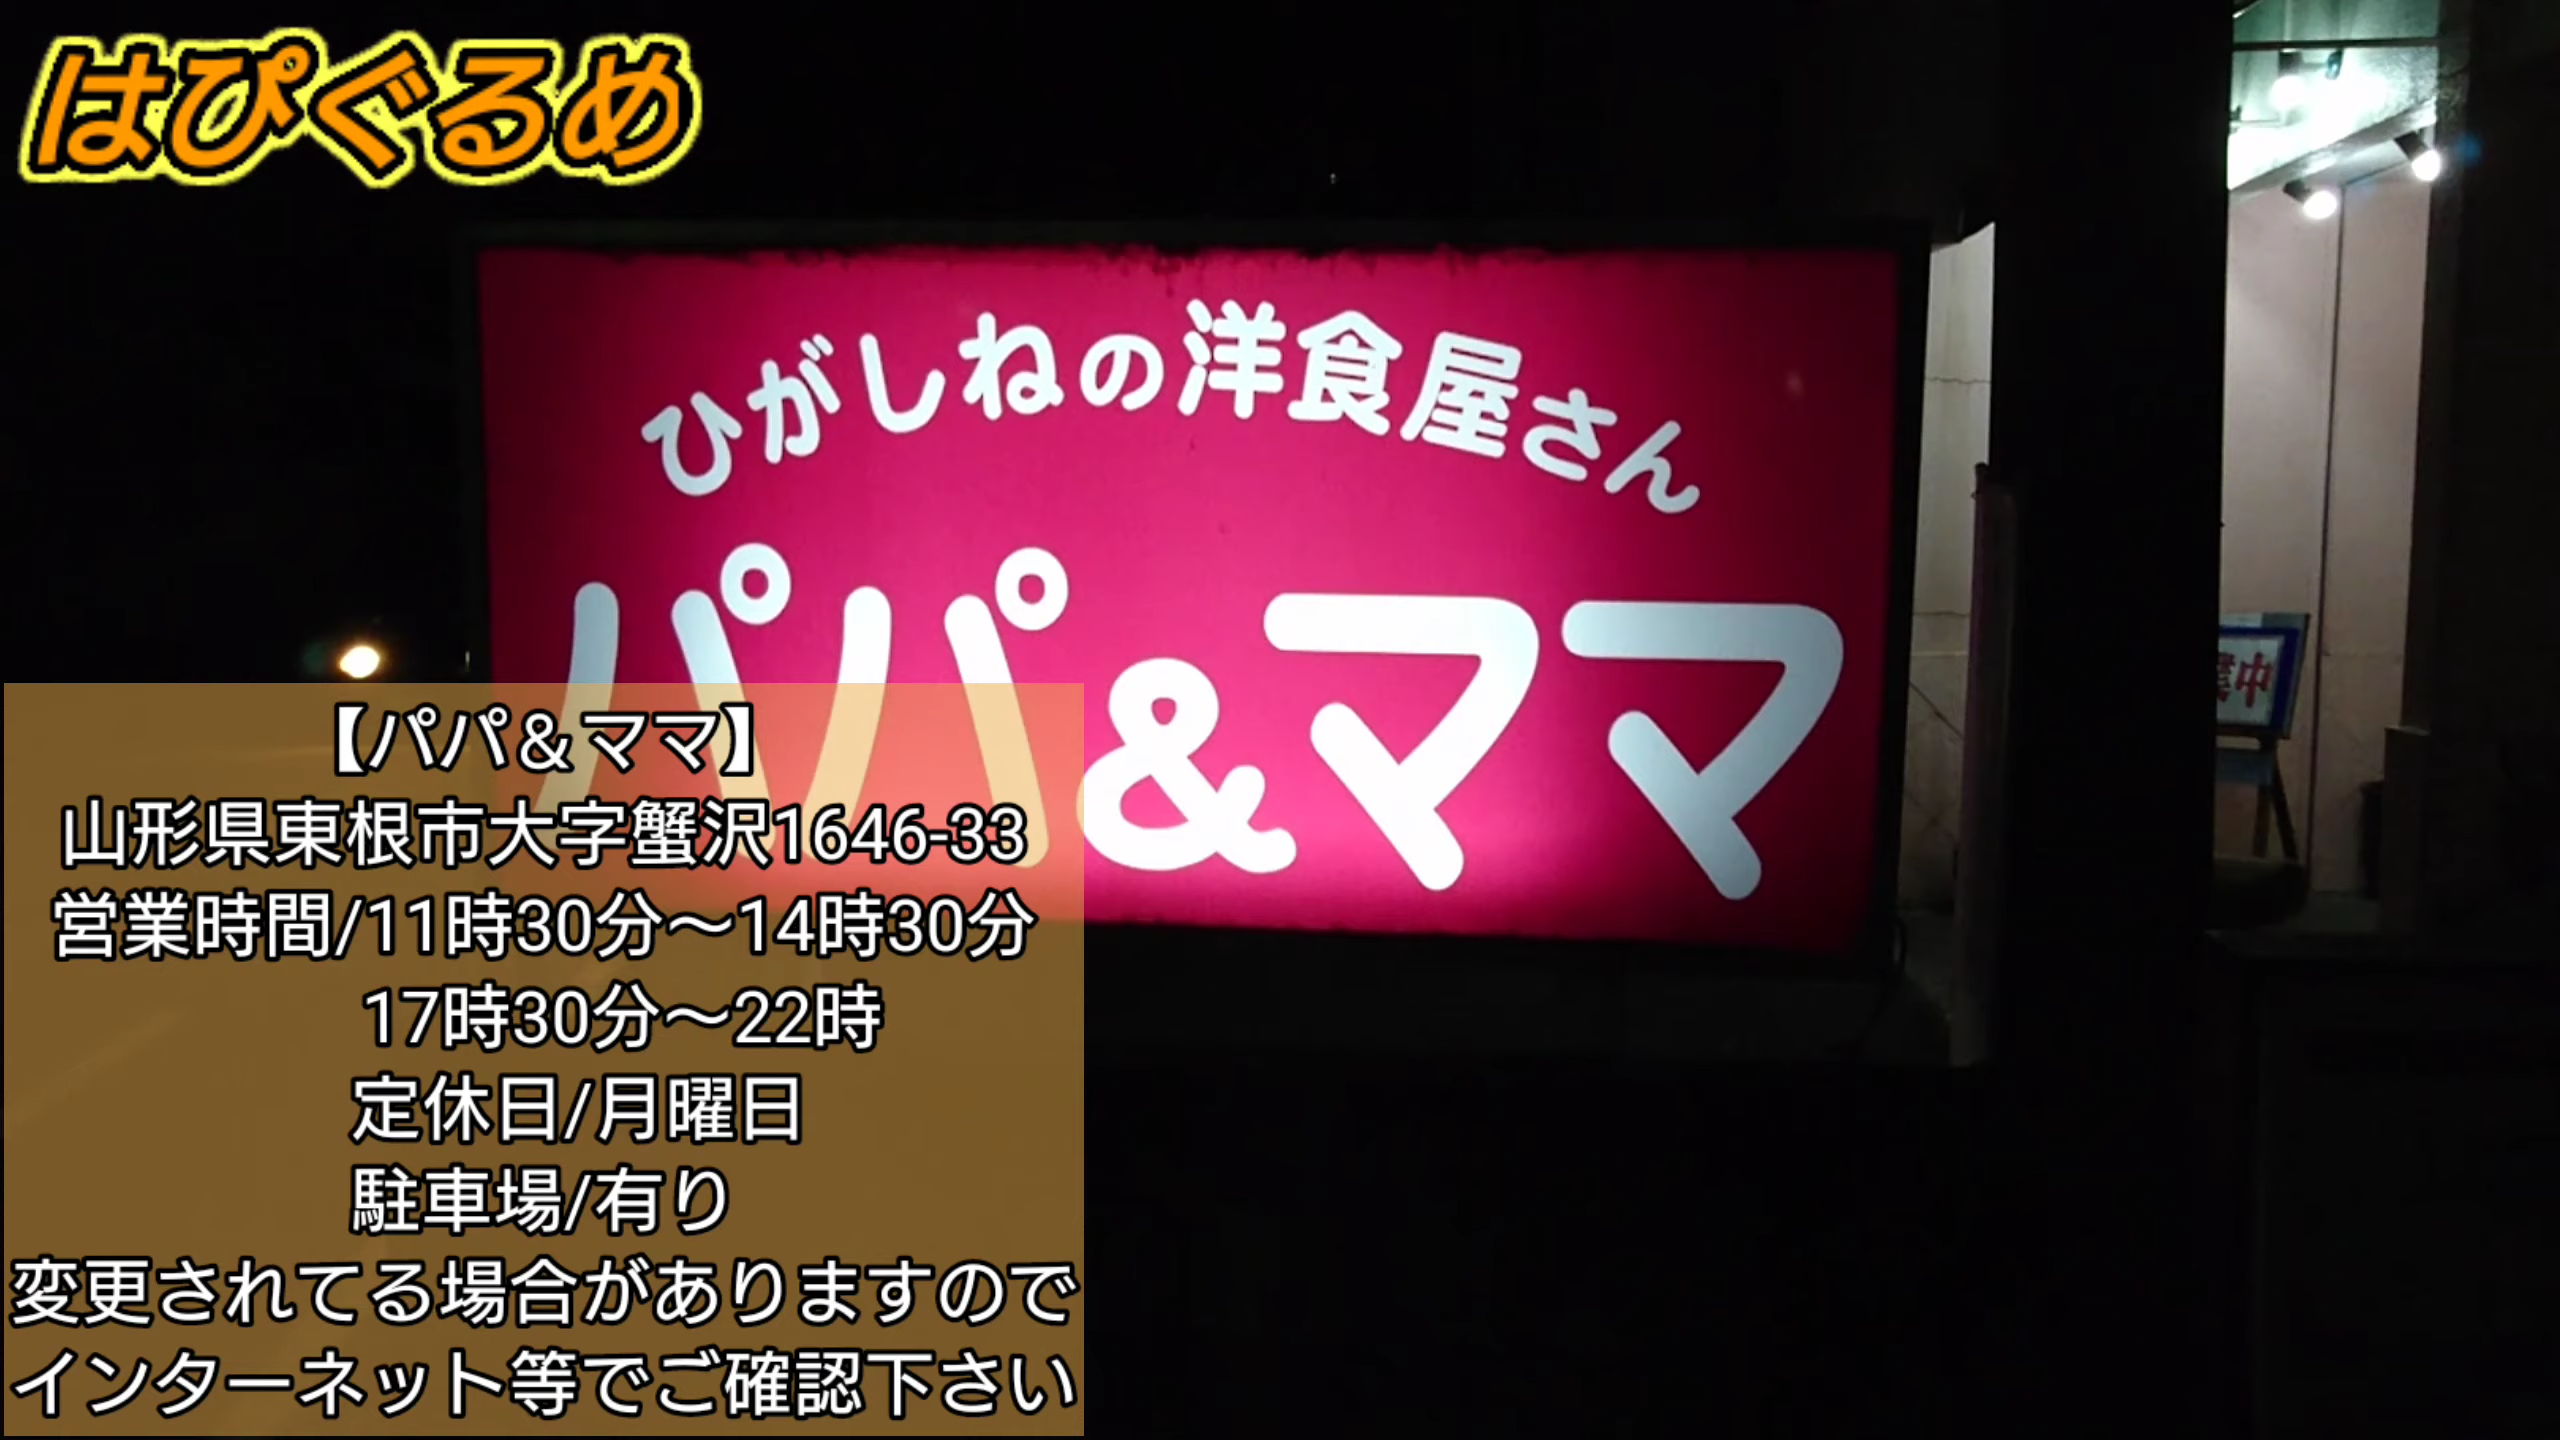 はぴぐるめ
ひがしねの洋食屋さん
パパ&ママ
業中
【パパ&ママ】
山形県東根市大字蟹沢1646-33
営業時間/11時30分～14時30分
17時30分～22時
定休日/月曜日
駐車場/有り
変更されてる場合がありますので
インターネット等でご確認下さい